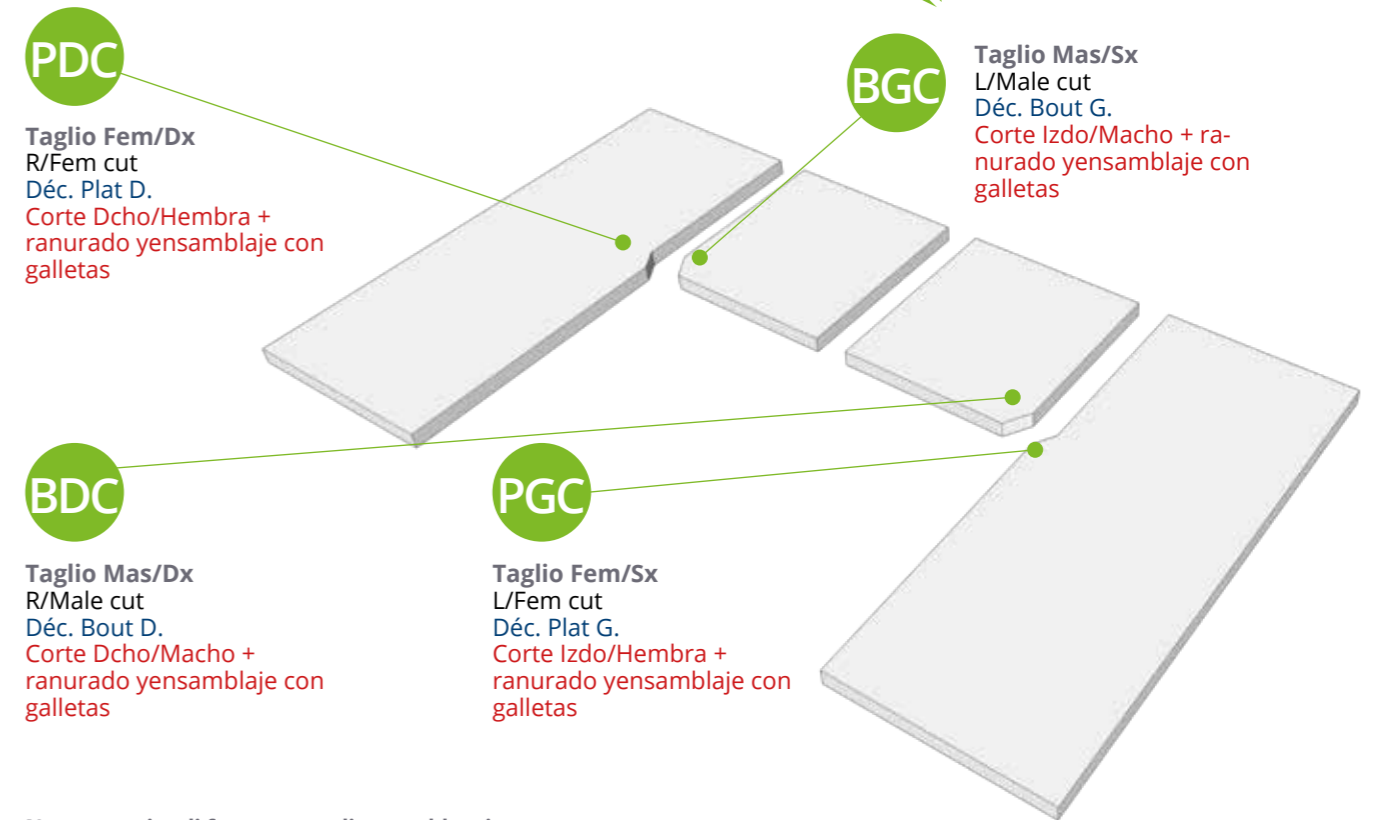 PDC
Taglio Fem/Dx
R/Fem cut
Déc. Plat D.
Corte Dcho/Hembra +
ranurado yensamblaje con
galletas
BGC
Taglio Mas/Sx
L/Male cut
Déc. Bout G.
Corte Izdo/Macho + ra-
nurado yensamblaje con
galletas
BDC
Taglio Mas/Dx
R/Male cut
Déc. Bout D.
Corte Dcho/Macho +
ranurado yensamblaje con
galletas
PGC
Taglio Fem/Sx
L/Fem cut
Déc. Plat G.
Corte Izdo/Hembra +
ranurado yensamblaje con
galletas